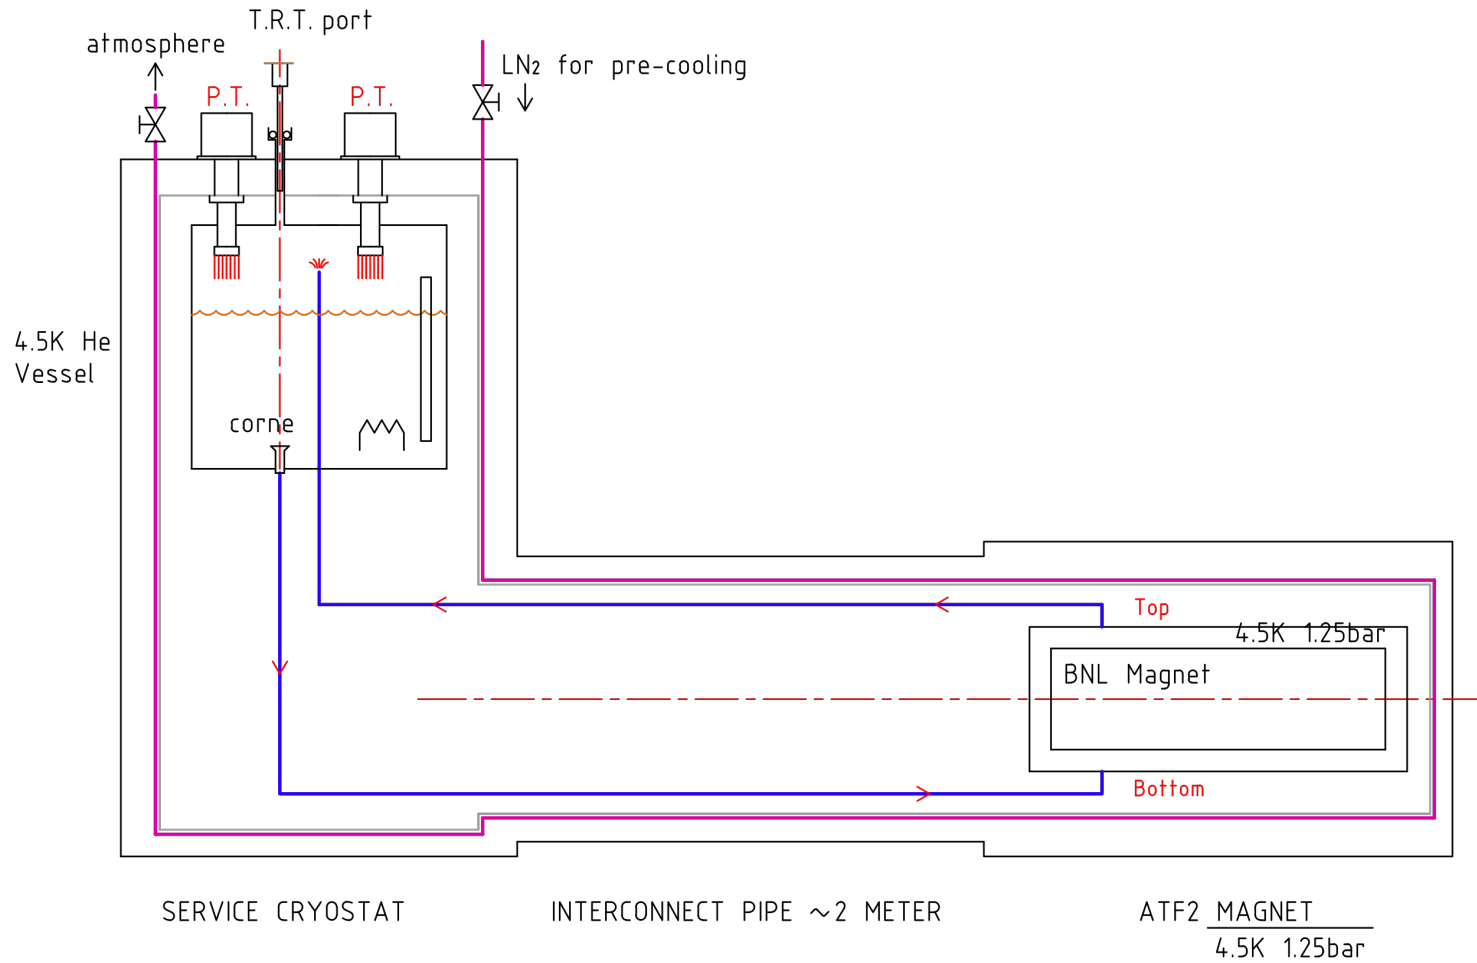 T.R.T. port
atmosphere
LN₂ for pre-cooling
P.T.
P.T.
4.5K He
Vessel
corne
Top
4.5K 1.25bar
BNL Magnet
Bottom
SERVICE CRYOSTAT
INTERCONNECT PIPE ~2 METER
ATF2 MAGNET
4.5K 1.25bar